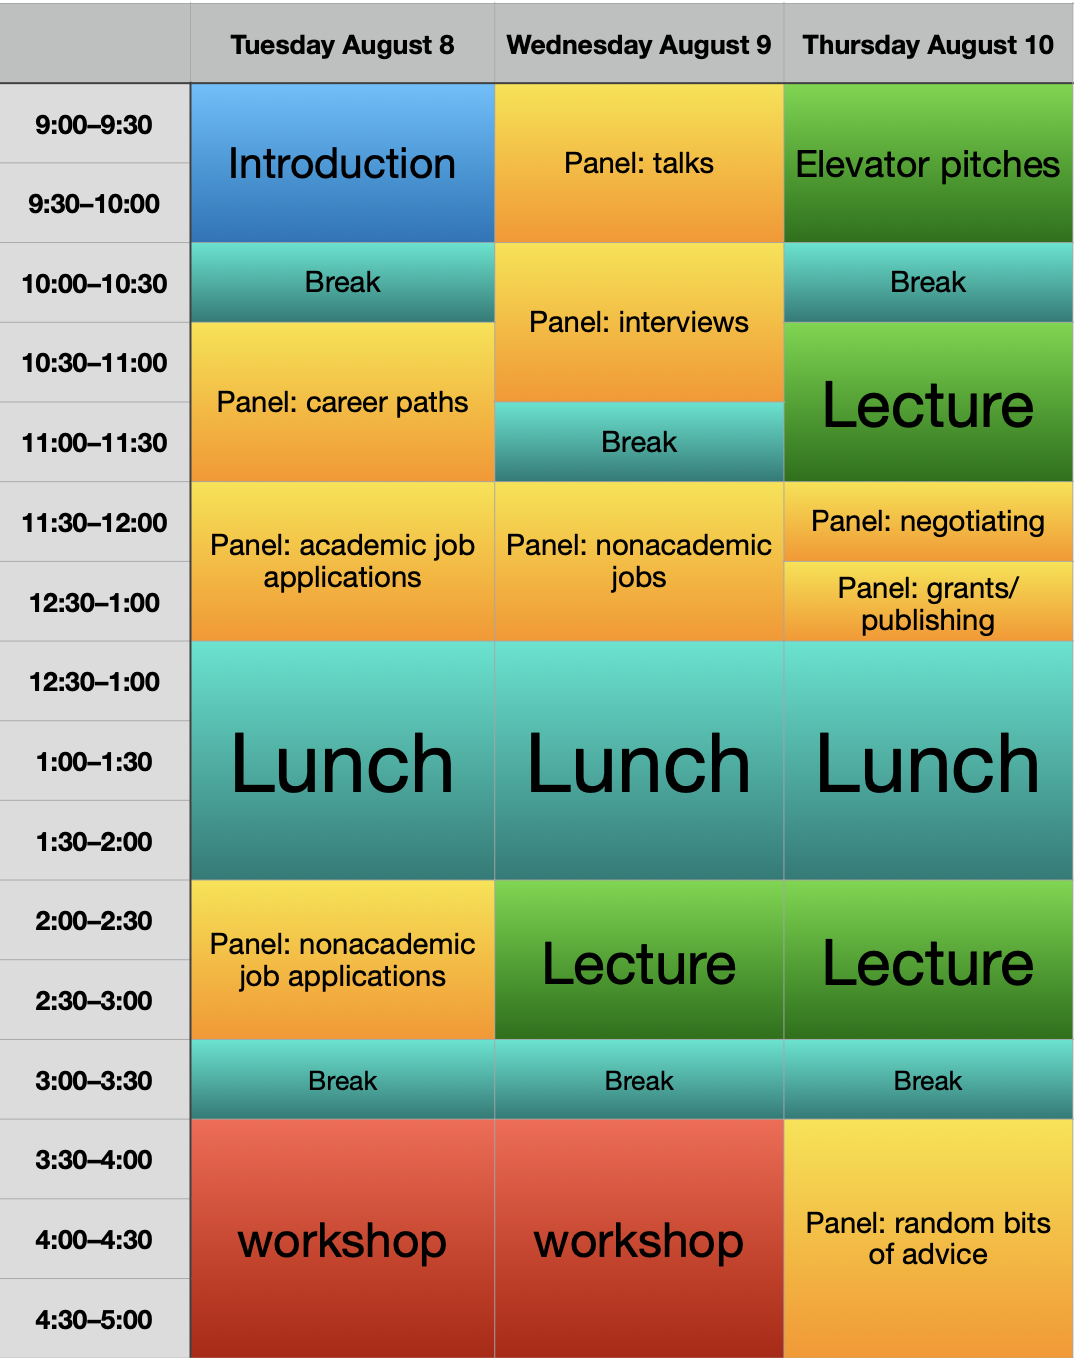 Tuesday August 8 Wednesday August 9 Thursday August 10
9:00–9:30
Introduction Panel: talks Elevator pitches
9:30–10:00
10:00–10:30 Break Break
Panel: interviews
10:30–11:00
Panel: career paths Lecture
11:00–11:30 Break
11:30–12:00 Panel: negotiating
Panel: academic job
applications
Panel: nonacademic
jobs
12:30–1:00 Panel: grants/
publishing
12:30–1:00
1:00–1:30 Lunch Lunch Lunch
1:30–2:00
2:00–2:30
Panel: nonacademic
job applications
Lecture Lecture
2:30–3:00
3:00–3:30 Break Break Break
3:30–4:00
4:00–4:30 workshop workshop Panel: random bits
of advice
4:30–5:00